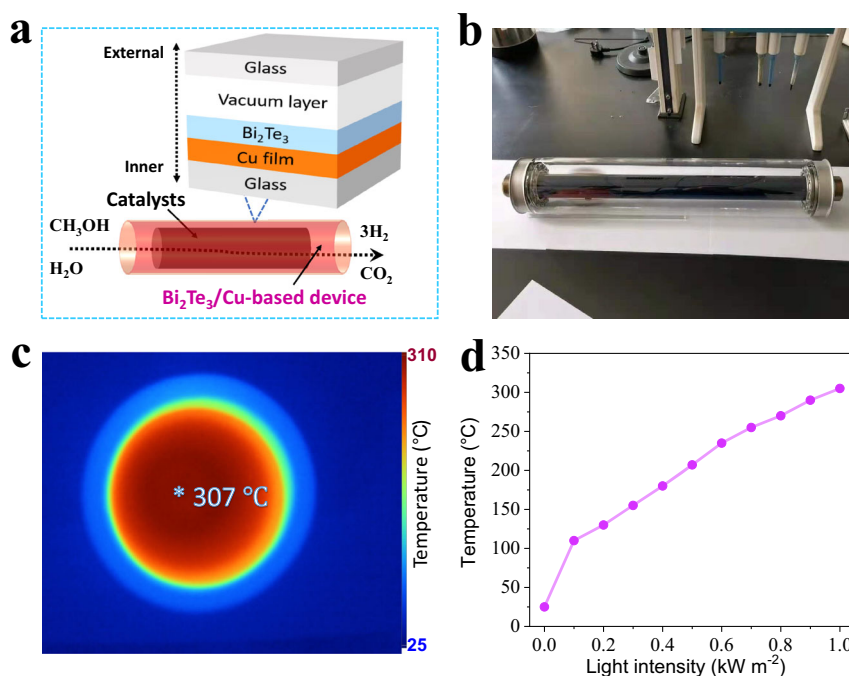 a
External
Glass
Vacuum layer
Bi₂Te₃
Cu film
Inner
Glass
Catalysts
CH₃OH
3H₂
H₂O
CO₂
Bi₂Te₃/Cu-based device
b
c
310
* 307 °C
Temperature (°C)
25
d
350
300
250
200
150
100
50
0
Temperature (°C)
0.0 0.2 0.4 0.6 0.8 1.0
Light intensity (kW m⁻²)